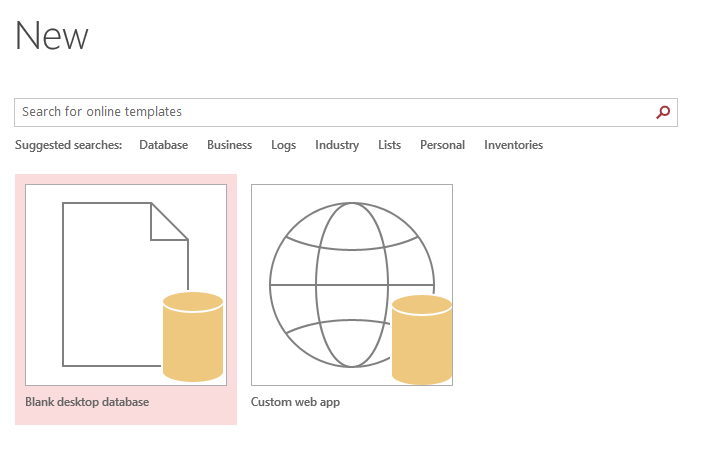 New
Search for online templates
Suggested searches: Database Business Logs Industry Lists Personal Inventories
Blank desktop database
Custom web app